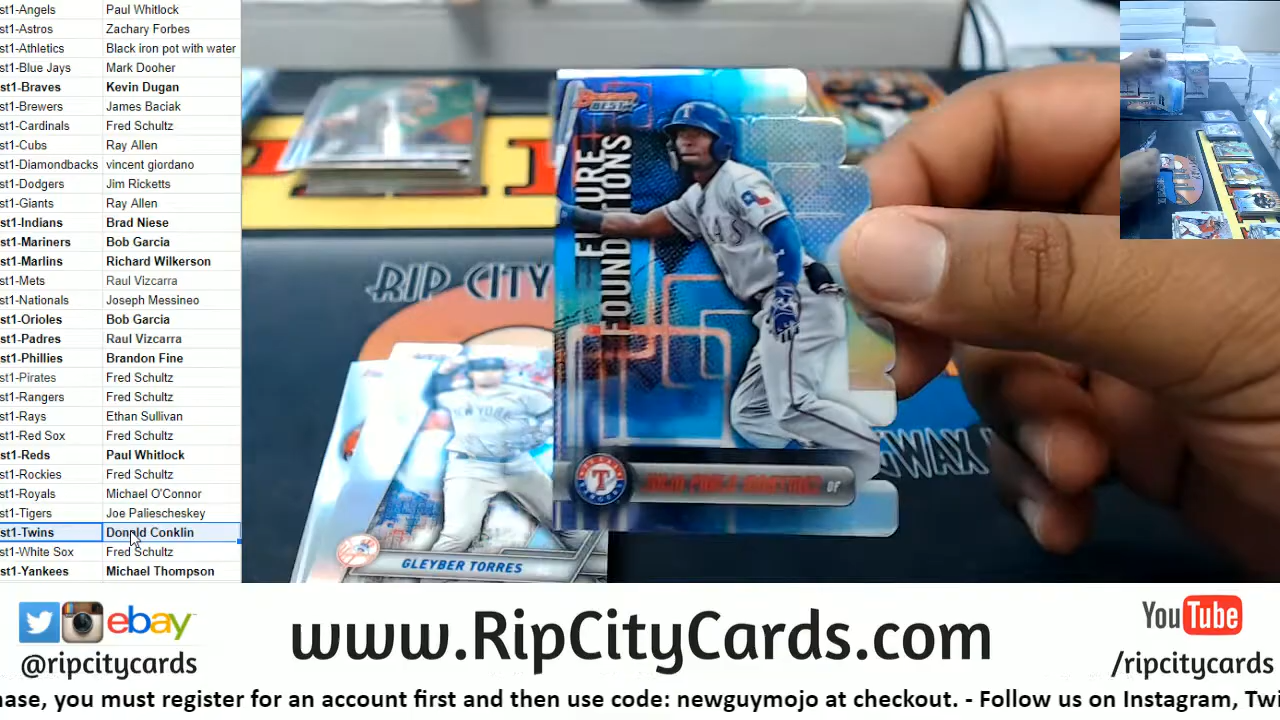 st1-Angels Paul Whitlock
st1-Astros Zachary Forbes
st1-Athletics Black iron pot with water
st1-Blue Jays Mark Dooher
st1-Braves Kevin Dugan
st1-Brewers James Baciak
st1-Cardinals Fred Schultz
st1-Cubs Ray Allen
st1-Diamondbacks vincent giordano
st1-Dodgers Jim Ricketts
st1-Giants Ray Allen
st1-Indians Brad Niese
st1-Mariners Bob Garcia
st1-Marlins Richard Wilkerson
st1-Mets Raul Vizcarra
st1-Nationals Joseph Messineo
st1-Orioles Bob Garcia
st1-Padres Raul Vizcarra
st1-Phillies Brandon Fine
st1-Pirates Fred Schultz
st1-Rangers Fred Schultz
st1-Rays Ethan Sullivan
st1-Red Sox Fred Schultz
st1-Reds Paul Whitlock
st1-Rockies Fred Schultz
st1-Royals Michael O'Connor
st1-Tigers Joe Paliescheskey
st1-Twins Donald Conklin
st1-White Sox Fred Schultz
st1-Yankees Michael Thompson
Bowman's
BEST
FUTURE
FOUNDATIONS
T
OF
RIP CITY
NEW YORK
GLEYBER TORRES
ebay
@ripcitycards
www.RipCityCards.com
YouTube
/ripcitycards
hase, you must register for an account first and then use code: newguymojo at checkout. - Follow us on Instagram, Twi